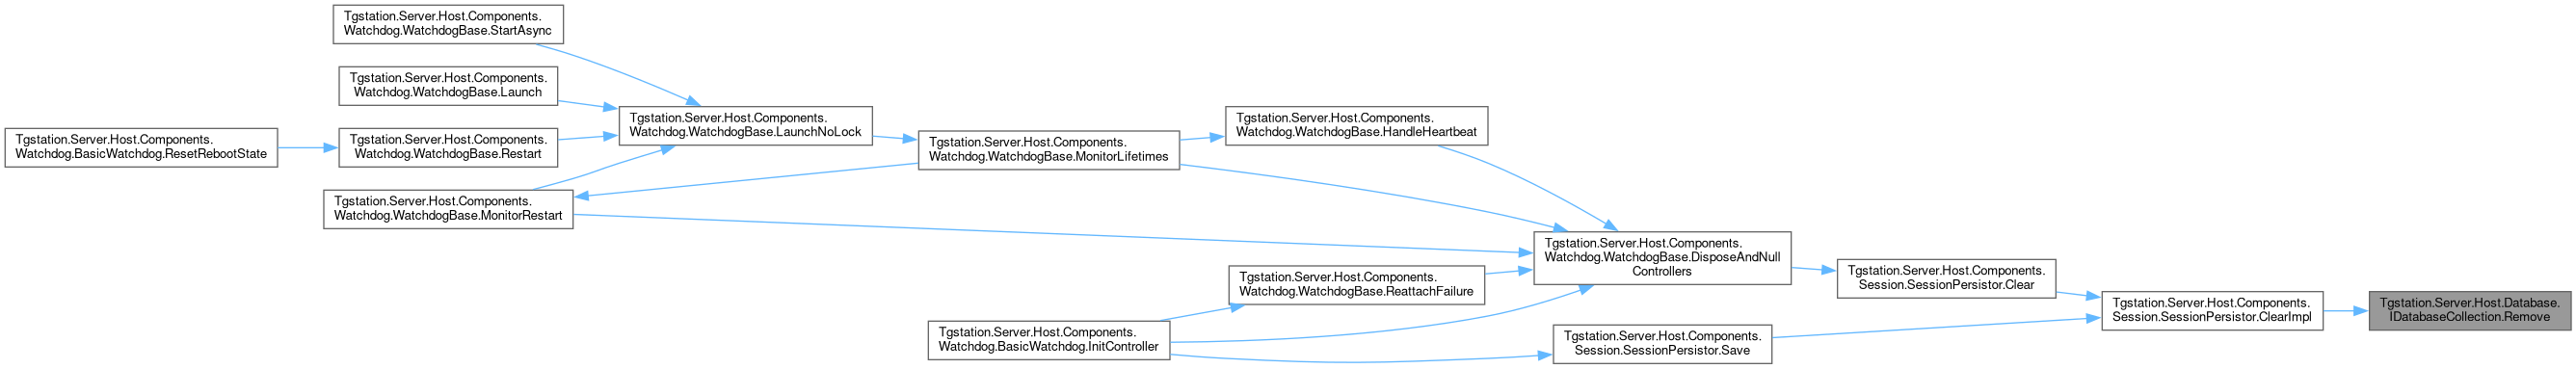 Tgstation.Server.Host.Components.
Watchdog.WatchdogBase.StartAsync
Tgstation.Server.Host.Components.
Watchdog.WatchdogBase.Launch
Tgstation.Server.Host.Components.
Watchdog.WatchdogBase.LaunchNoLock
Tgstation.Server.Host.Components.
Watchdog.WatchdogBase.HandleHeartbeat
Tgstation.Server.Host.Components.
Watchdog.BasicWatchdog.ResetRebootState
Tgstation.Server.Host.Components.
Watchdog.WatchdogBase.Restart
Tgstation.Server.Host.Components.
Watchdog.WatchdogBase.MonitorLifetimes
Tgstation.Server.Host.Components.
Watchdog.WatchdogBase.MonitorRestart
Tgstation.Server.Host.Components.
Watchdog.WatchdogBase.DisposeAndNull
Controllers
Tgstation.Server.Host.Components.
Watchdog.WatchdogBase.ReattachFailure
Tgstation.Server.Host.Components.
Session.SessionPersistor.Clear
Tgstation.Server.Host.Components.
Session.SessionPersistor.ClearImpl
Tgstation.Server.Host.Database.
IDatabaseCollection.Remove
Tgstation.Server.Host.Components.
Watchdog.BasicWatchdog.InitController
Tgstation.Server.Host.Components.
Session.SessionPersistor.Save